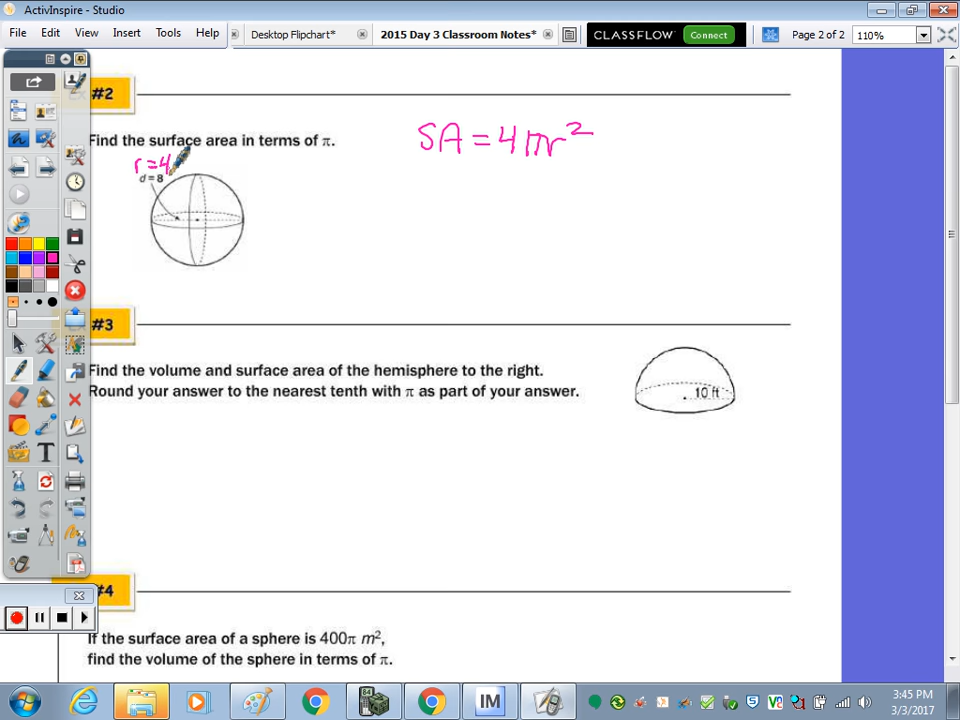 ActivInspire - Studio
File Edit View Insert Tools Help Desktop Flipchart* 2015 Day 3 Classroom Notes* CLASSFLOW Connect Page 2 of 2 110%
#2
Find the surface area in terms of π.
SA = 4πr²
r=4
d = 8
#3
Find the volume and surface area of the hemisphere to the right.
Round your answer to the nearest tenth with π as part of your answer.
10 ft
#4
If the surface area of a sphere is 400π m²,
find the volume of the sphere in terms of π.
IM
3:45 PM
3/3/2017